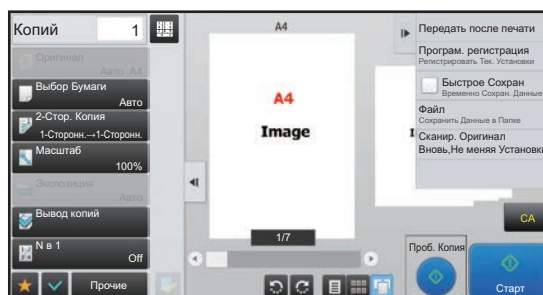 Копий 1
Оригинал
Авто A4
Выбор Бумаги
Авто
2-Стор. Копия
1-Сторонн.→1-Сторонн.
Масштаб
100%
Экспозиция
Авто
Вывод копий
N в 1
Off
Прочие
A4
A4
Image
1/7
Передать после печати
Програм. регистрация
Регистрировать Тек. Установки
Быстрое Сохран
Временно Сохран. Данные
Файл
Сохранить Данные в Папке
Сканир. Оригинал
Вновь,Не меняя Установки
CA
Проб. Копия
Старт